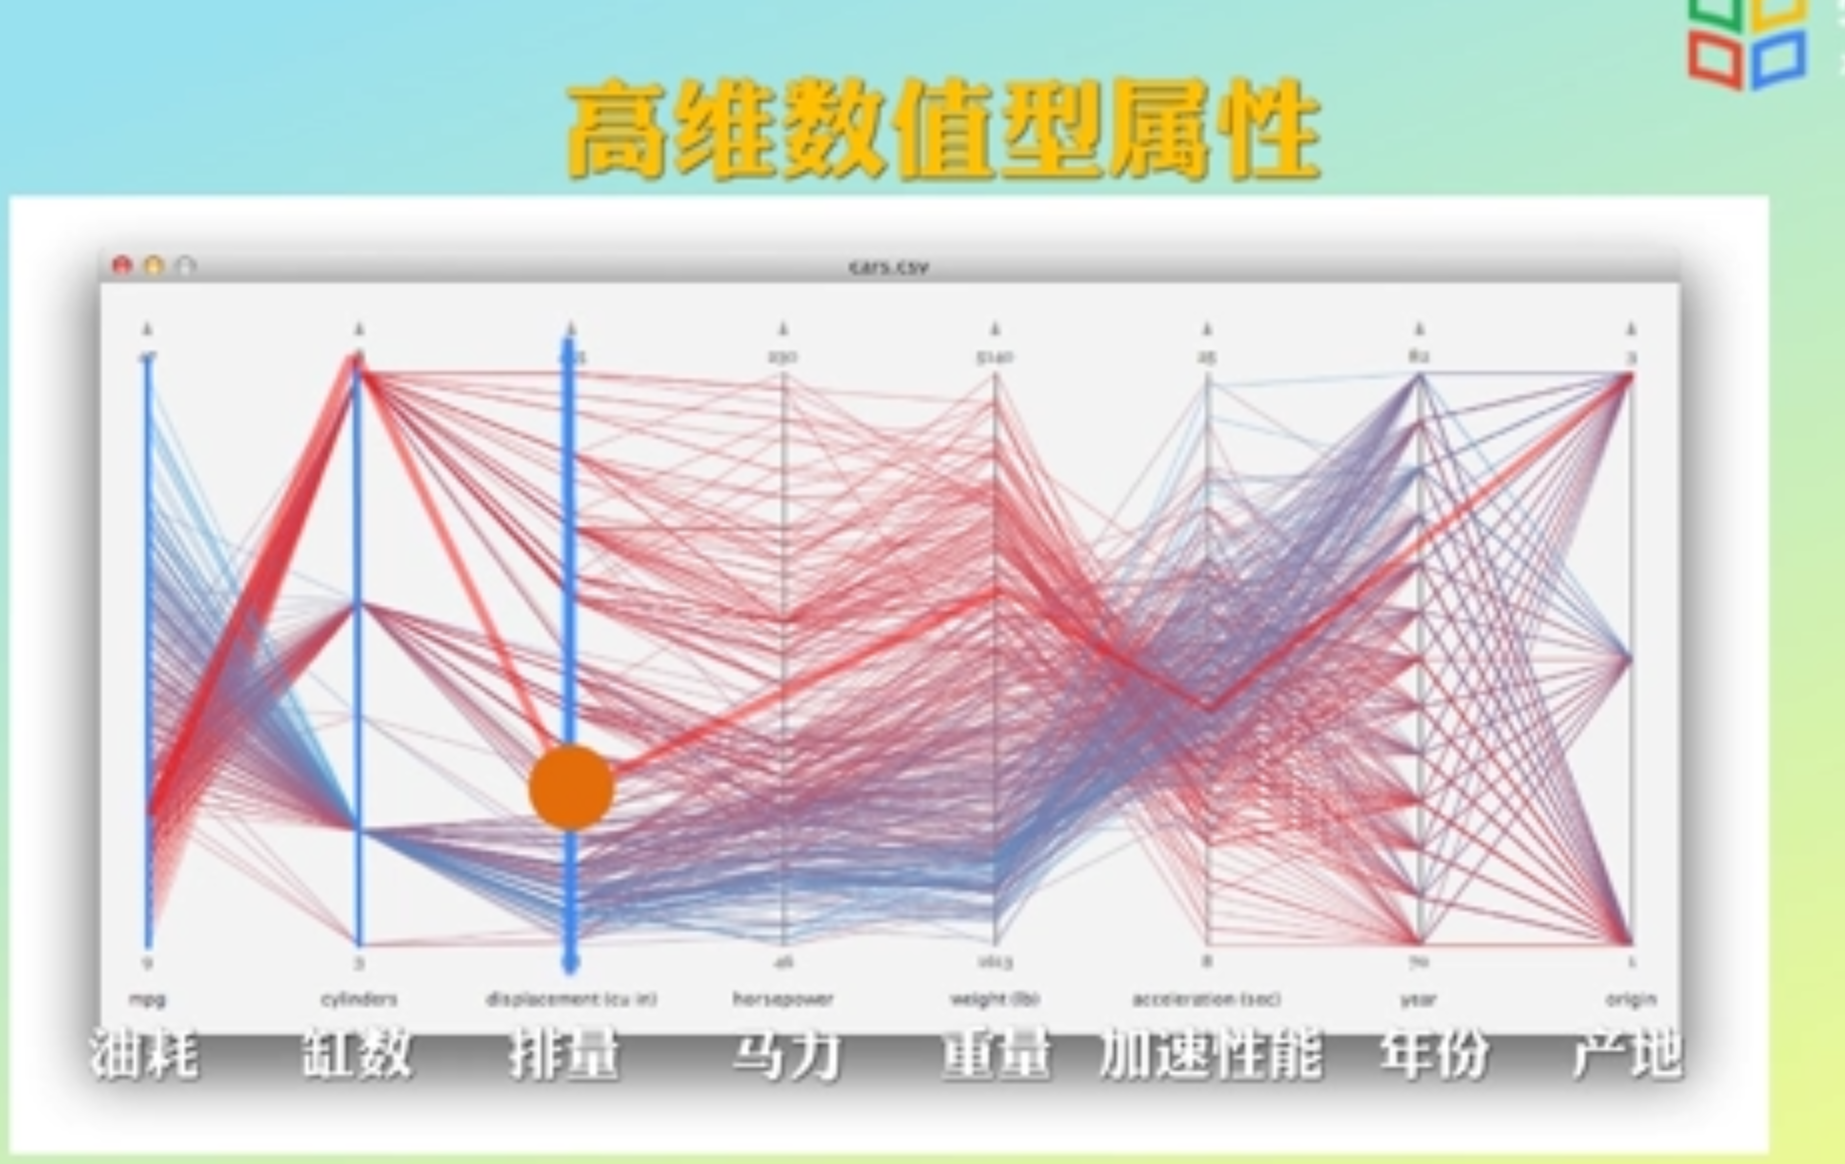 高维数值型属性
cars.csv
230 5140 25 82 3
9 3 46 1613 8 70 1
mpg cylinders displacement (cu in) horsepower weight (lb) acceleration (sec) year origin
油耗 缸数 排量 马力 重量 加速性能 年份 产地